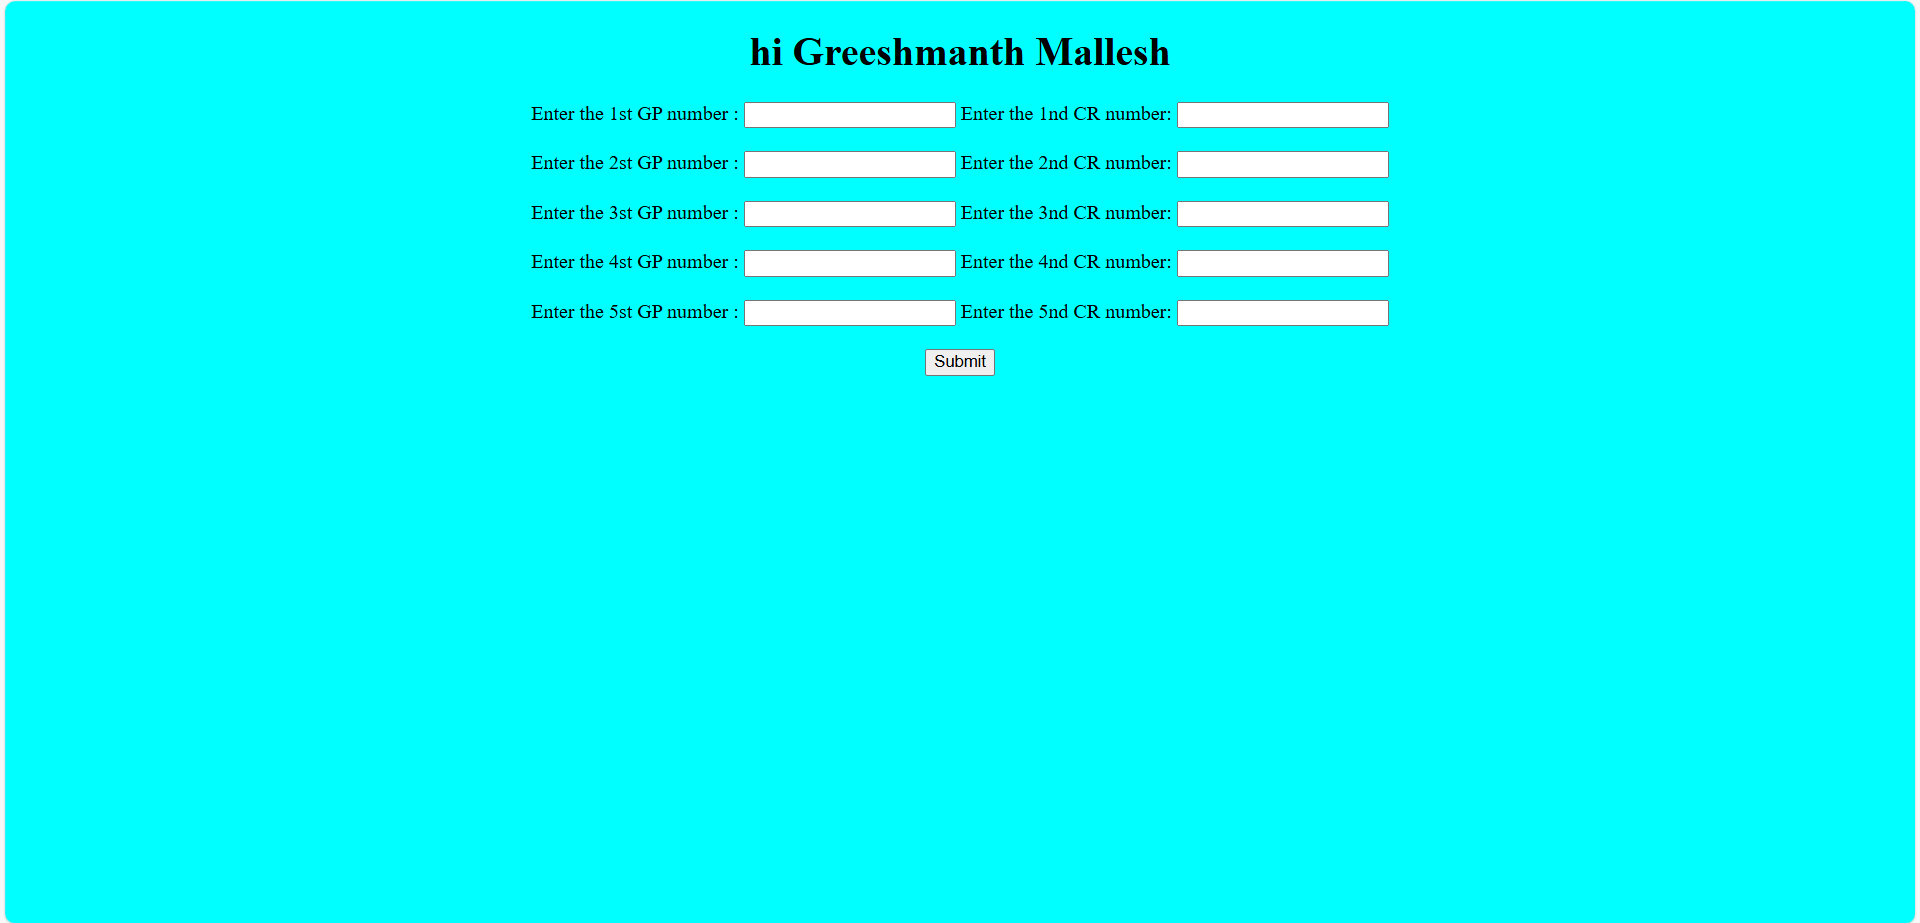 hi Greeshmanth Mallesh
Enter the 1st GP number : Enter the 1nd CR number:
Enter the 2st GP number : Enter the 2nd CR number:
Enter the 3st GP number : Enter the 3nd CR number:
Enter the 4st GP number : Enter the 4nd CR number:
Enter the 5st GP number : Enter the 5nd CR number:
Submit